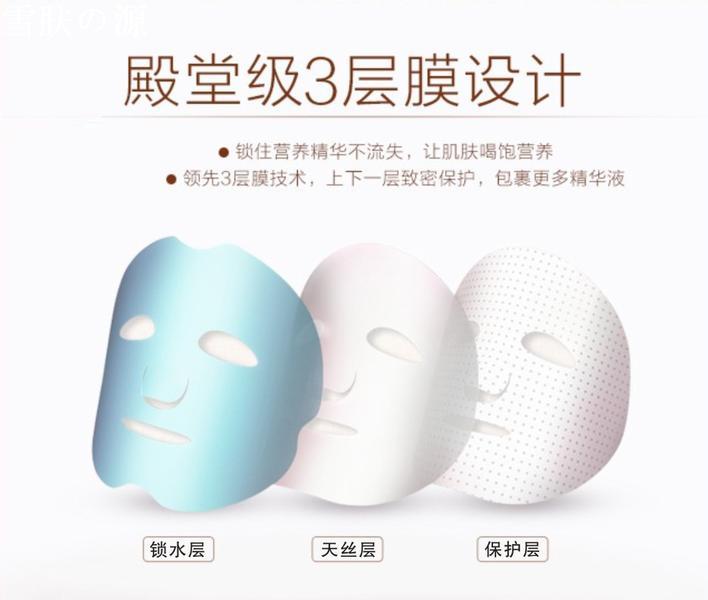 雪肤の源
殿堂级3层膜设计
● 锁住营养精华不流失，让肌肤喝饱营养
● 领先3层膜技术，上下一层致密保护，包裹更多精华液
锁水层
天丝层
保护层